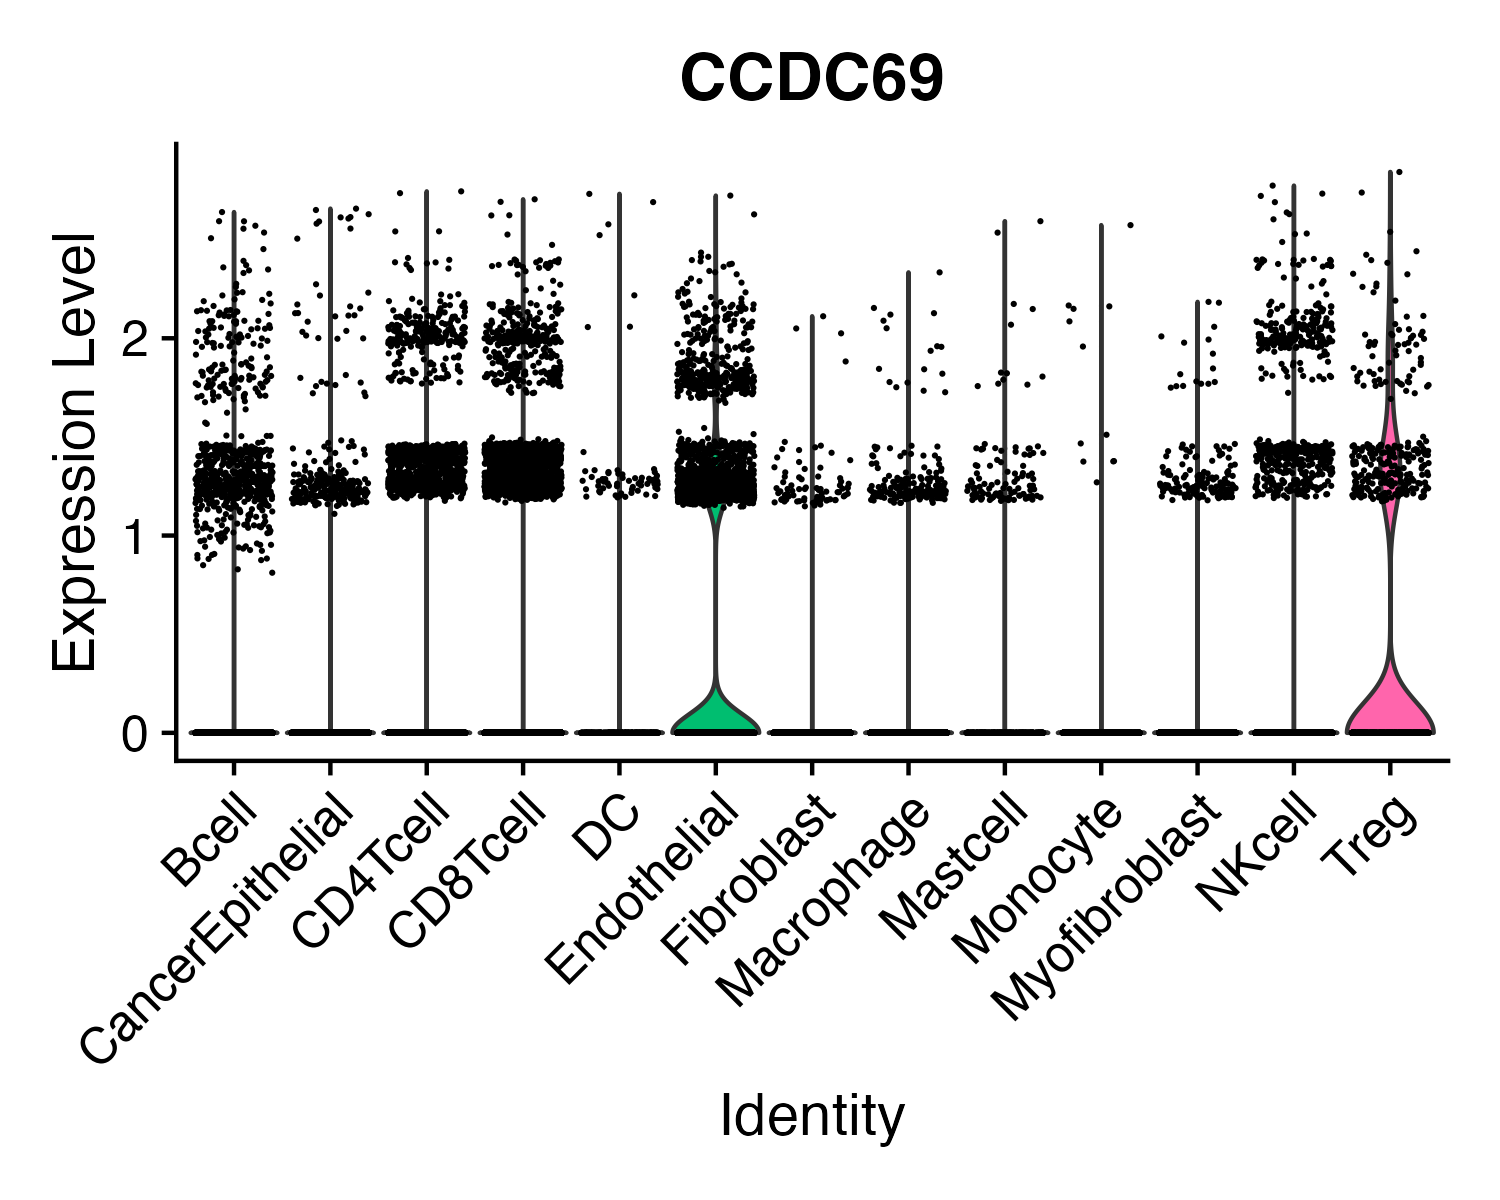 CCDC69
Expression Level
2
1
0
Bcell
CancerEpithelial
CD4Tcell
CD8Tcell
DC
Endothelial
Fibroblast
Macrophage
Mastcell
Monocyte
Myofibroblast
NKcell
Treg
Identity